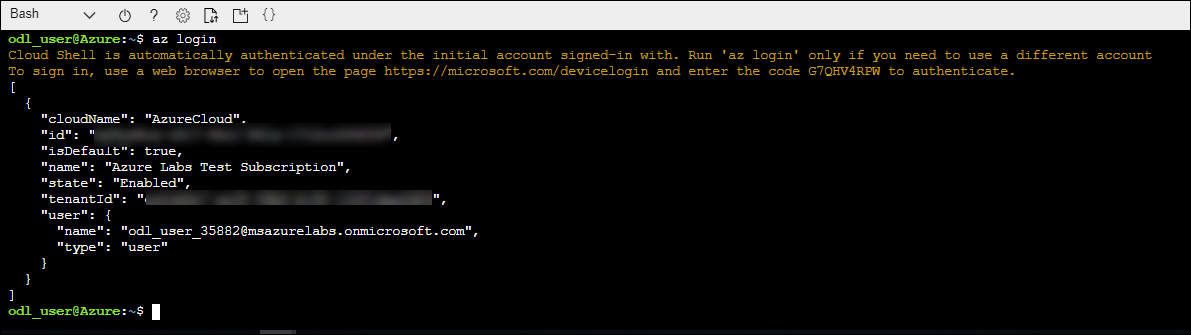 Bash
odl_user@Azure:~$ az login
Cloud Shell is automatically authenticated under the initial account signed-in with. Run 'az login' only if you need to use a different account
To sign in, use a web browser to open the page https://microsoft.com/devicelogin and enter the code G7QHV4RPW to authenticate.
[
  {
    "cloudName": "AzureCloud",
    "id": "",
    "isDefault": true,
    "name": "Azure Labs Test Subscription",
    "state": "Enabled",
    "tenantId": "",
    "user": {
      "name": "odl_user_35882@msazurelabs.onmicrosoft.com",
      "type": "user"
    }
  }
]
odl_user@Azure:~$